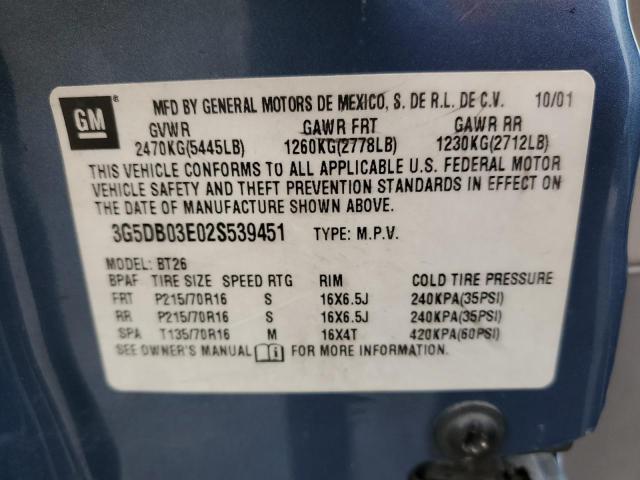 GM ® MFD BY GENERAL MOTORS DE MEXICO, S. DE R.L. DE C.V. 10/01
GVWR GAWR FRT GAWR RR
2470KG(5445LB) 1260KG(2778LB) 1230KG(2712LB)
THIS VEHICLE CONFORMS TO ALL APPLICABLE U.S. FEDERAL MOTOR
VEHICLE SAFETY AND THEFT PREVENTION STANDARDS IN EFFECT ON
THE DATE OF MANUFACTURE SHOWN ABOVE.
3G5DB03E02S539451 TYPE: M.P.V.
MODEL: BT26
BPAF TIRE SIZE SPEED RTG RIM COLD TIRE PRESSURE
FRT P215/70R16 S 16X6.5J 240KPA(35PSI)
RR P215/70R16 S 16X6.5J 240KPA(35PSI)
SPA T135/70R16 M 16X4T 420KPA(60PSI)
SEE OWNER'S MANUAL FOR MORE INFORMATION.